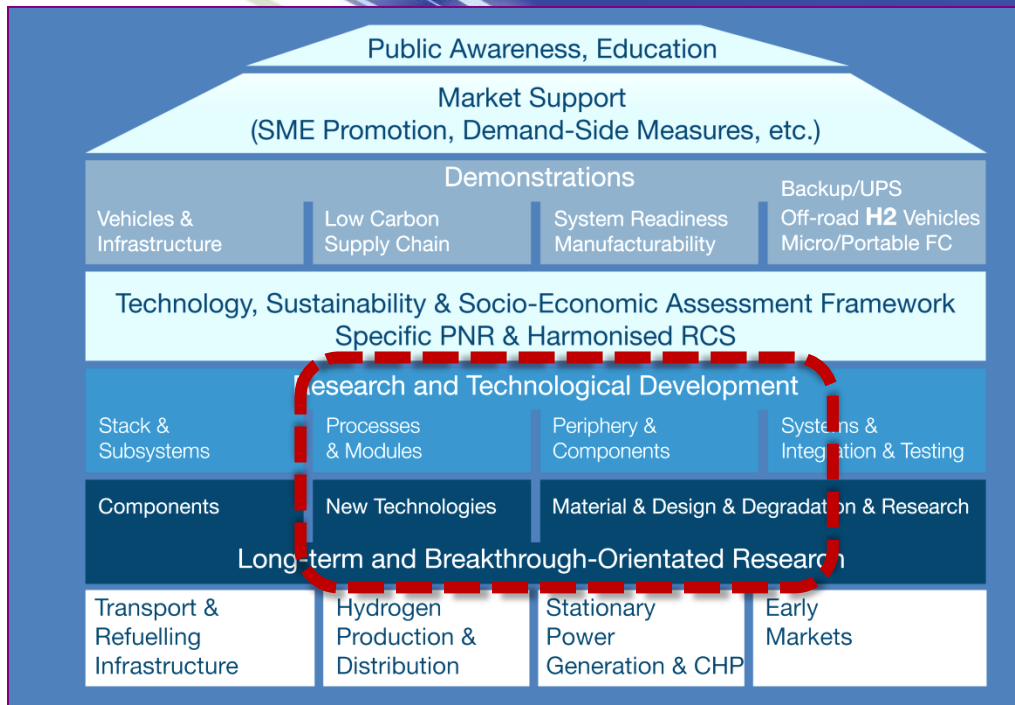 Public Awareness, Education
Market Support
(SME Promotion, Demand-Side Measures, etc.)
Demonstrations
Vehicles &
Infrastructure
Low Carbon
Supply Chain
System Readiness
Manufacturability
Backup/UPS
Off-road H2 Vehicles
Micro/Portable FC
Technology, Sustainability & Socio-Economic Assessment Framework
Specific PNR & Harmonised RCS
Research and Technological Development
Stack &
Subsystems
Processes
& Modules
Periphery &
Components
Systems &
Integration & Testing
Components
New Technologies
Material & Design & Degradation & Research
Long-term and Breakthrough-Orientated Research
Transport &
Refuelling
Infrastructure
Hydrogen
Production &
Distribution
Stationary
Power
Generation & CHP
Early
Markets